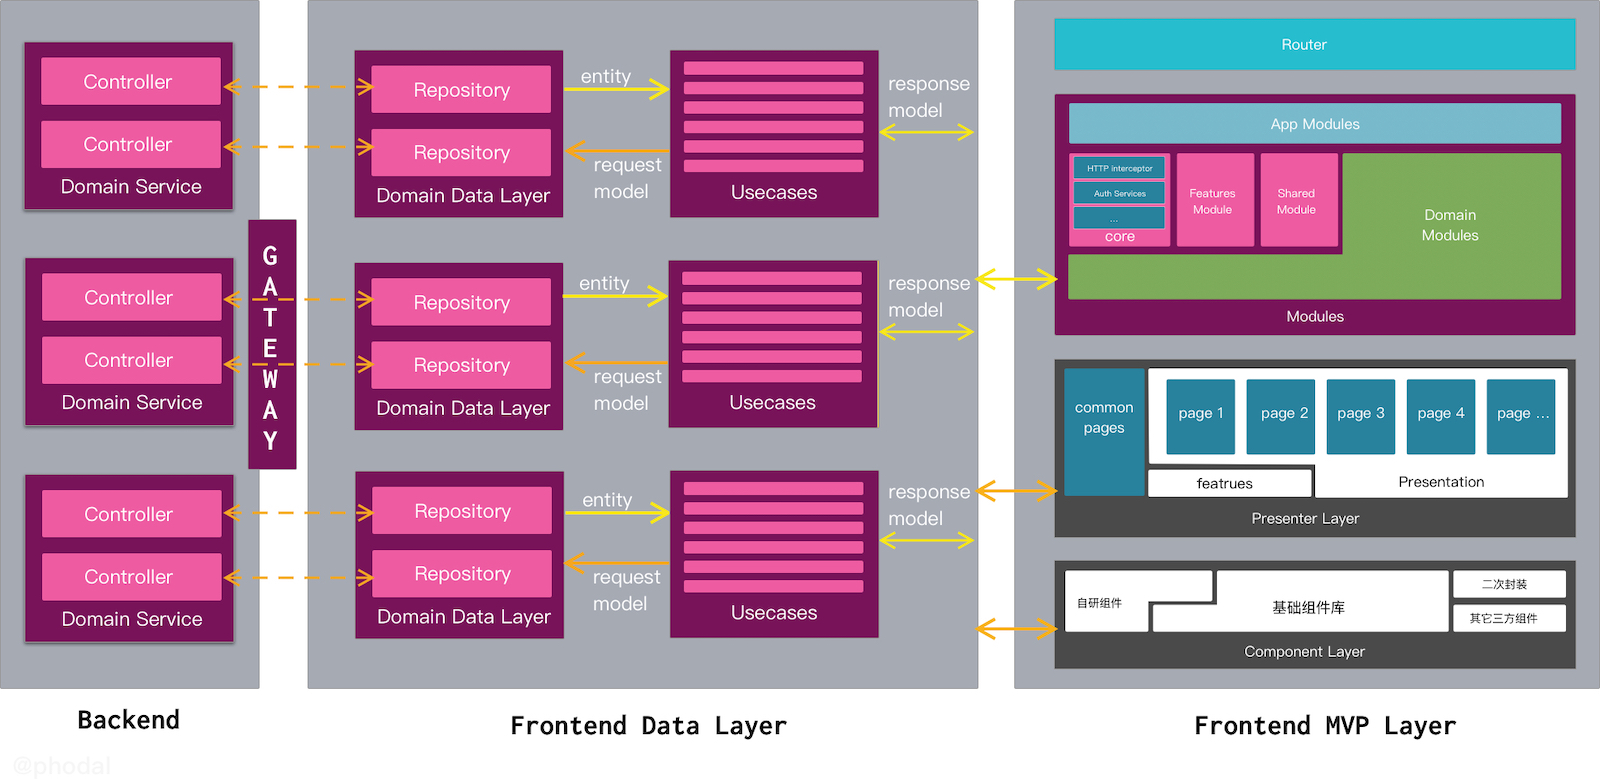 Controller
Controller
Domain Service
Controller
Controller
Domain Service
Controller
Controller
Domain Service
GATEWAY
Backend
@phodal
Repository
Repository
Domain Data Layer
entity
request
model
Usecases
response
model
Repository
Repository
Domain Data Layer
entity
request
model
Usecases
response
model
Repository
Repository
Domain Data Layer
entity
request
model
Usecases
response
model
Frontend Data Layer
Router
App Modules
HTTP interceptor
Auth Services
...
core
Features
Module
Shared
Module
Domain
Modules
Modules
common
pages
page 1
page 2
page 3
page 4
page ...
featrues
Presentation
Presenter Layer
自研组件
基础组件库
二次封装
其它三方组件
Component Layer
Frontend MVP Layer